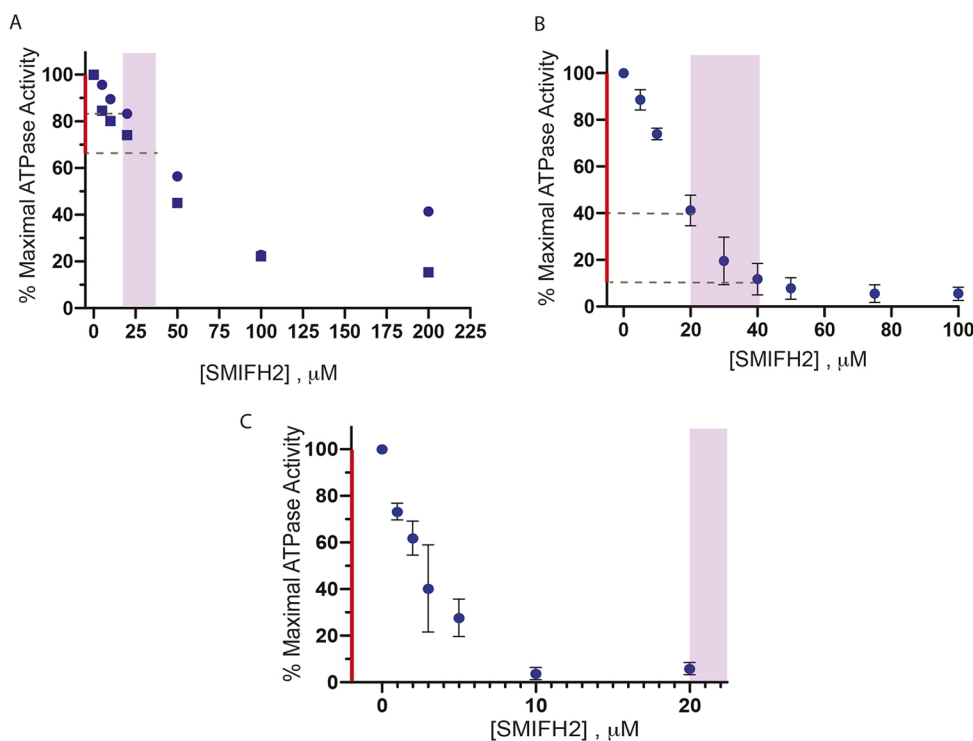 A
% Maximal ATPase Activity
100
80
60
40
20
0
0 25 50 75 100 125 150 175 200 225
[SMIFH2] , μM
B
% Maximal ATPase Activity
100
80
60
40
20
0
0 20 40 60 80 100
[SMIFH2] , μM
C
% Maximal ATPase Activity
100
80
60
40
20
0
0 10 20
[SMIFH2] , μM